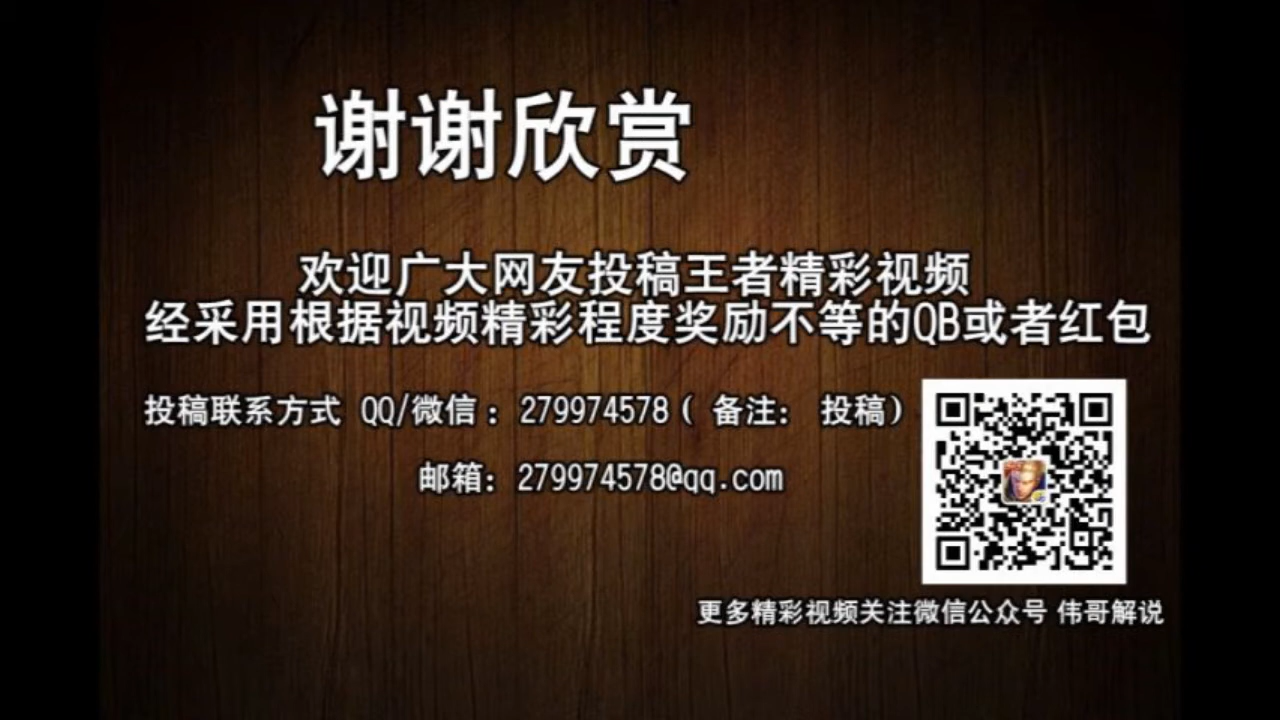 谢谢欣赏
欢迎广大网友投稿王者精彩视频
经采用根据视频精彩程度奖励不等的QB或者红包
投稿联系方式 QQ/微信：279974578（ 备注： 投稿）
邮箱：279974578@qq.com
更多精彩视频关注微信公众号 伟哥解说